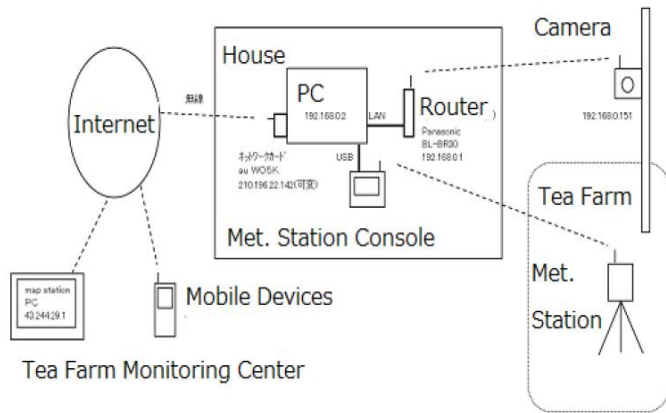 Camera
House
PC
192.168.0.2
無線
Internet
LAN
Router
)
Panasonic
BL-BR30
192.168.0.1
192.168.0.151
USB
ネットワークカード
au W05K
210.196.22.142(可変)
Tea Farm
Met. Station Console
Met.
Station
map station
PC
43.244.29.1
Mobile Devices
Tea Farm Monitoring Center